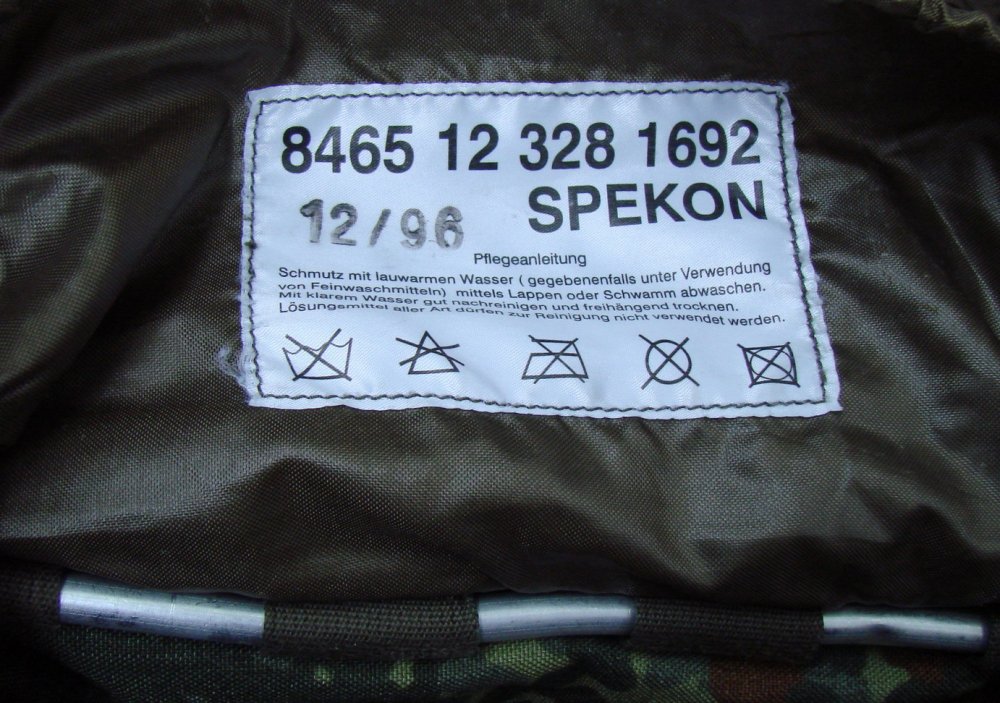 8465 12 328 1692
SPEKON
12/96
Pflegeanleitung
Schmutz mit lauwarmen Wasser ( gegebenenfalls unter Verwendung
von Feinwaschmitteln) mittels Lappen oder Schwamm abwaschen.
Mit klarem Wasser gut nachreinigen und freihängend trocknen.
Lösungsmittel aller Art dürfen zur Reinigung nicht verwendet werden.